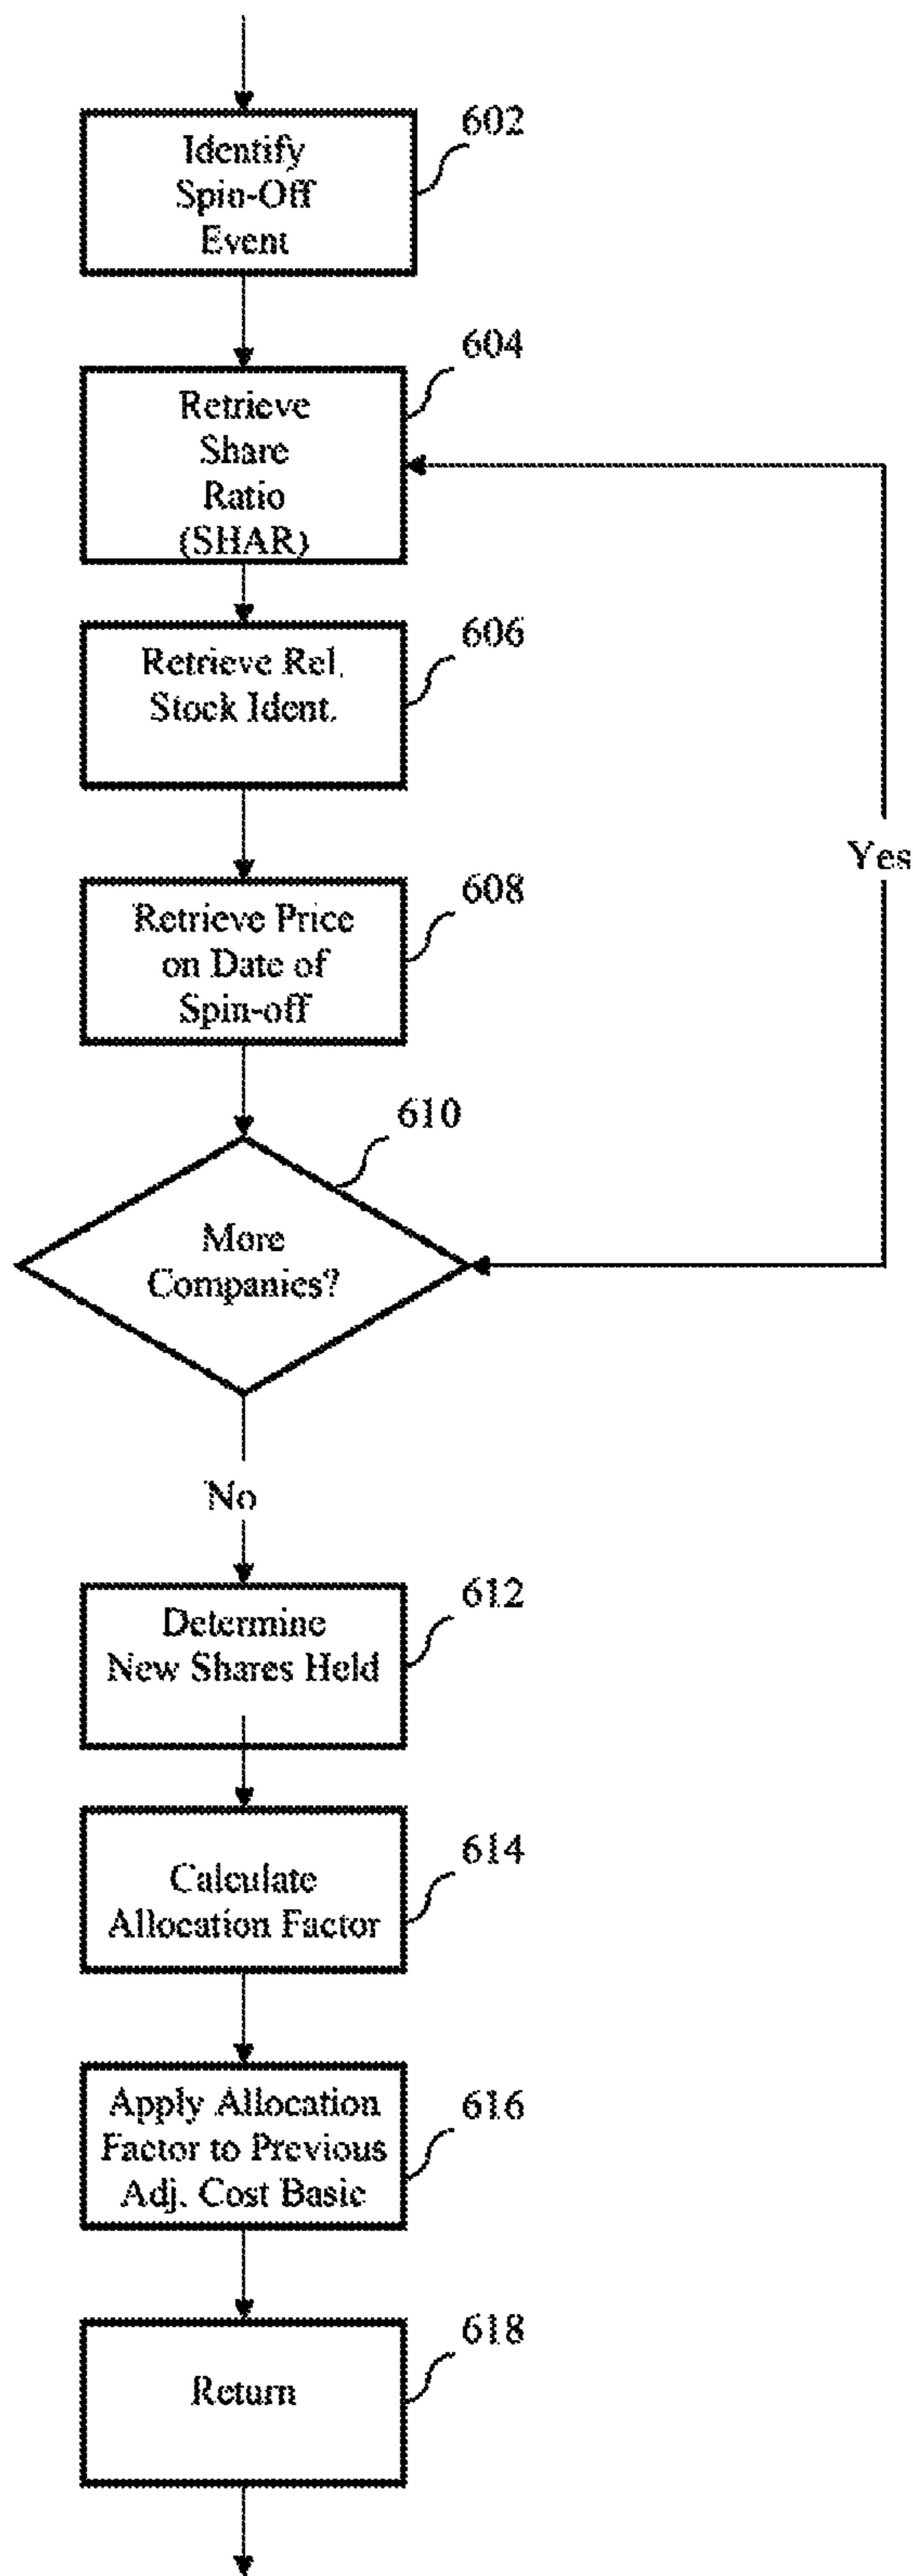 602
Identify
Spin-Off
Event
604
Retrieve
Share
Ratio
(SHAR)
606
Retrieve Rel.
Stock Ident.
608
Retrieve Price
on Date of
Spin-off
Yes
610
More
Companies?
No
612
Determine
New Shares Held
614
Calculate
Allocation Factor
616
Apply Allocation
Factor to Previous
Adj. Cost Basic
618
Return